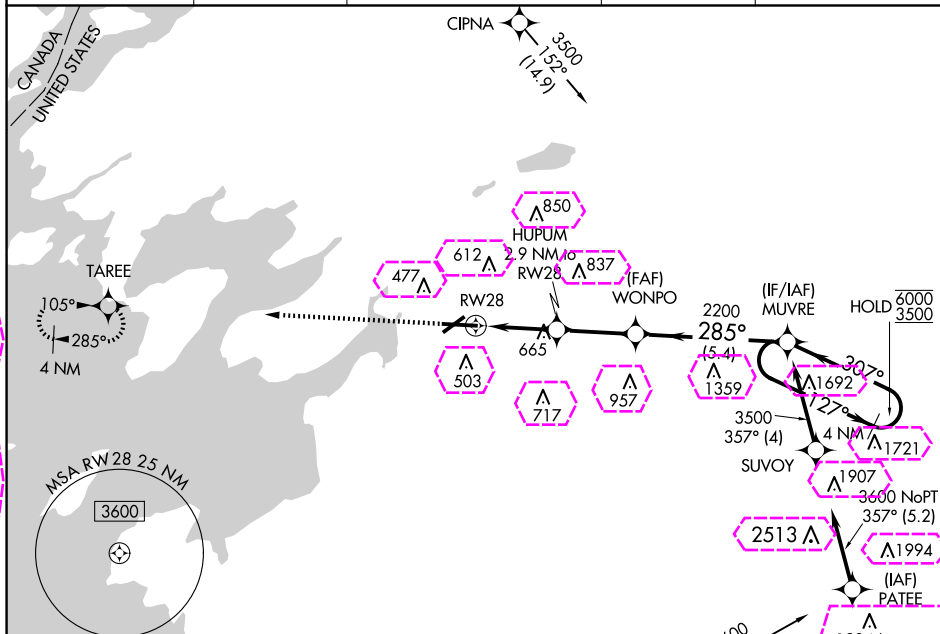 CIPNA
3500
152°
(14.9)
CANADA
UNITED STATES
850
HUPUM
2.9 NM to
RW28
612
837
477
(FAF)
WONPO
TAREE
105°
285°
4 NM
RW28
2200
285°
(5.4)
(IF/IAF)
MUVRE
HOLD
6000
3500
665
503
717
957
1359
1692
307°
127°
4 NM
1721
3500
357° (4)
SUVOY
1907
3600 NoPT
357° (5.2)
2513
1994
(IAF)
PATEE
MSA RW28 25 NM
3600